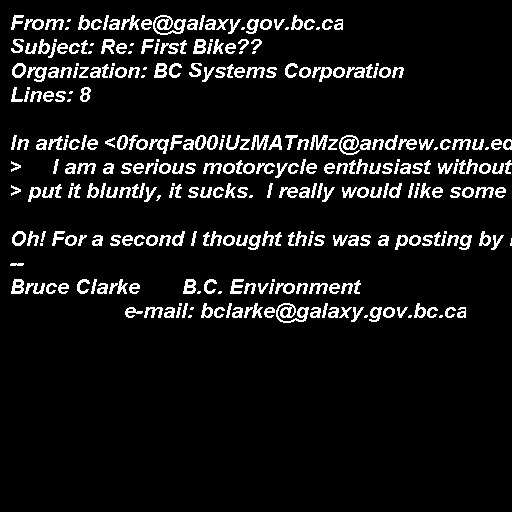 From: bclarke@galaxy.gov.bc.ca
Subject: Re: First Bike??
Organization: BC Systems Corporation
Lines: 8

In article <0forqFa00iUzMATnMz@andrew.cmu.ed
>     I am a serious motorcycle enthusiast without
> put it bluntly, it sucks.  I really would like some

Oh! For a second I thought this was a posting by
--
Bruce Clarke       B.C. Environment
                   e-mail: bclarke@galaxy.gov.bc.ca